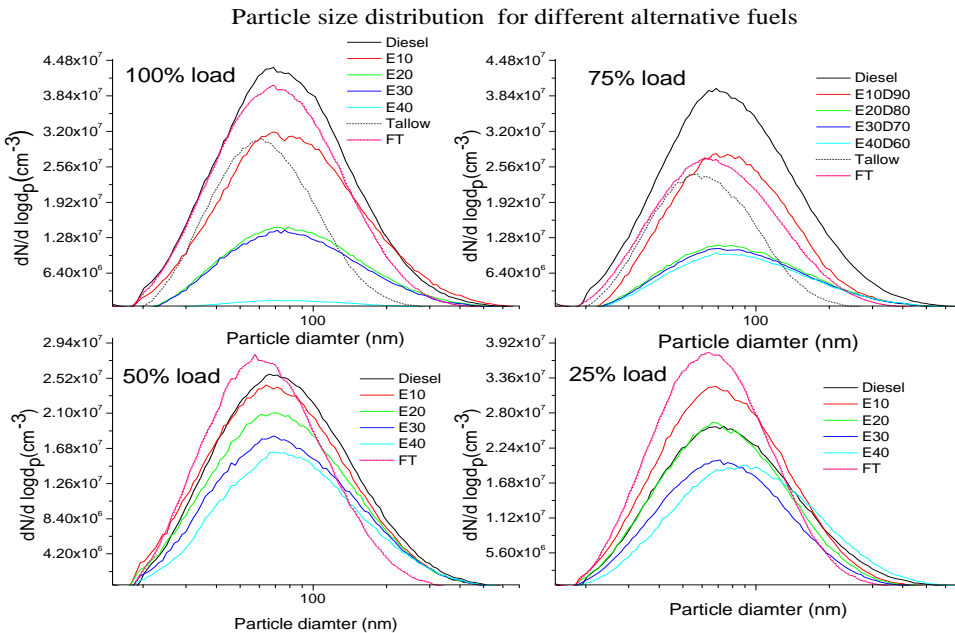 Particle size distribution for different alternative fuels
100% load
dN/d logdp(cm-3)
4.48x10^7
3.84x10^7
3.20x10^7
2.56x10^7
1.92x10^7
1.28x10^7
6.40x10^6
100
Particle diamter (nm)
Diesel
E10
E20
E30
E40
Tallow
FT
75% load
dN/d logdp(cm-3)
4.48x10^7
3.84x10^7
3.20x10^7
2.56x10^7
1.92x10^7
1.28x10^7
6.40x10^6
100
Particle diamter (nm)
Diesel
E10D90
E20D80
E30D70
E40D60
Tallow
FT
50% load
dN/d logdp(cm-3)
2.94x10^7
2.52x10^7
2.10x10^7
1.68x10^7
1.26x10^7
8.40x10^6
4.20x10^6
100
Particle diamter (nm)
Diesel
E10
E20
E30
E40
FT
25% load
dN/d logdp(cm-3)
3.92x10^7
3.36x10^7
2.80x10^7
2.24x10^7
1.68x10^7
1.12x10^7
5.60x10^6
100
Particle diamter (nm)
Diesel
E10
E20
E30
E40
FT